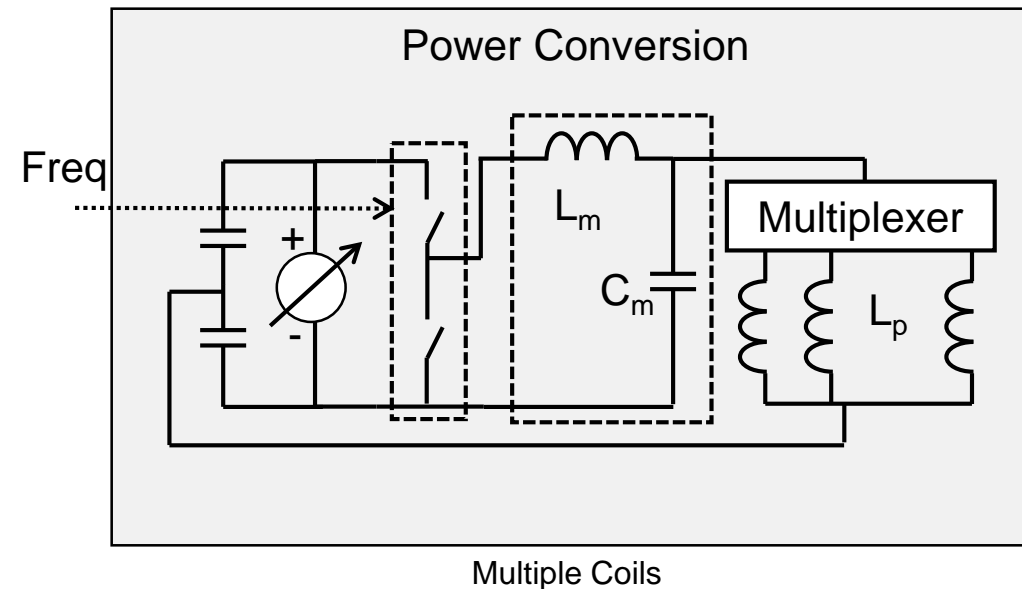 Power Conversion
Freq
+
-
Lₘ
Cₘ
Multiplexer
Lₚ
Multiple Coils